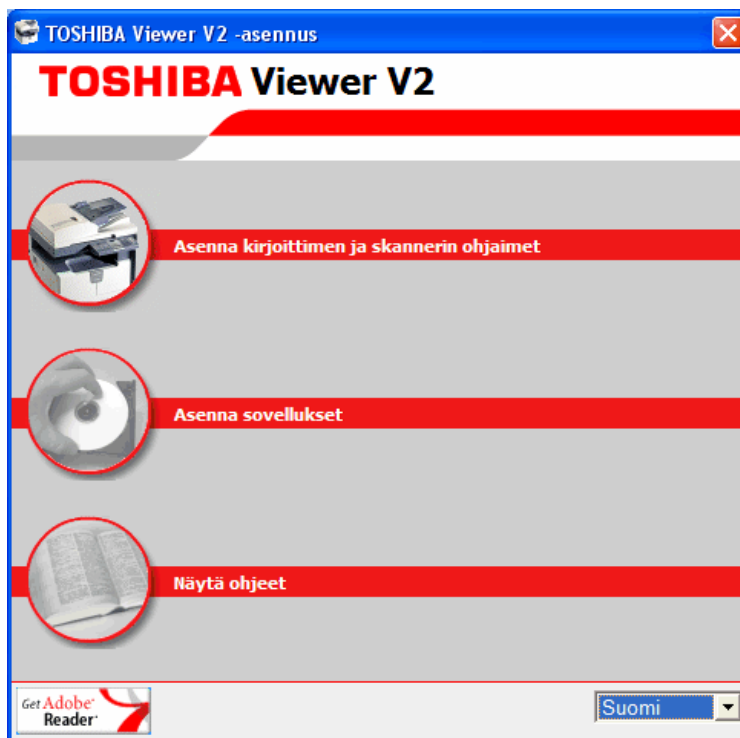 TOSHIBA Viewer V2 -asennus
TOSHIBA Viewer V2
Asenna kirjoittimen ja skannerin ohjaimet
Asenna sovellukset
Näytä ohjeet
Get Adobe
Reader
Suomi